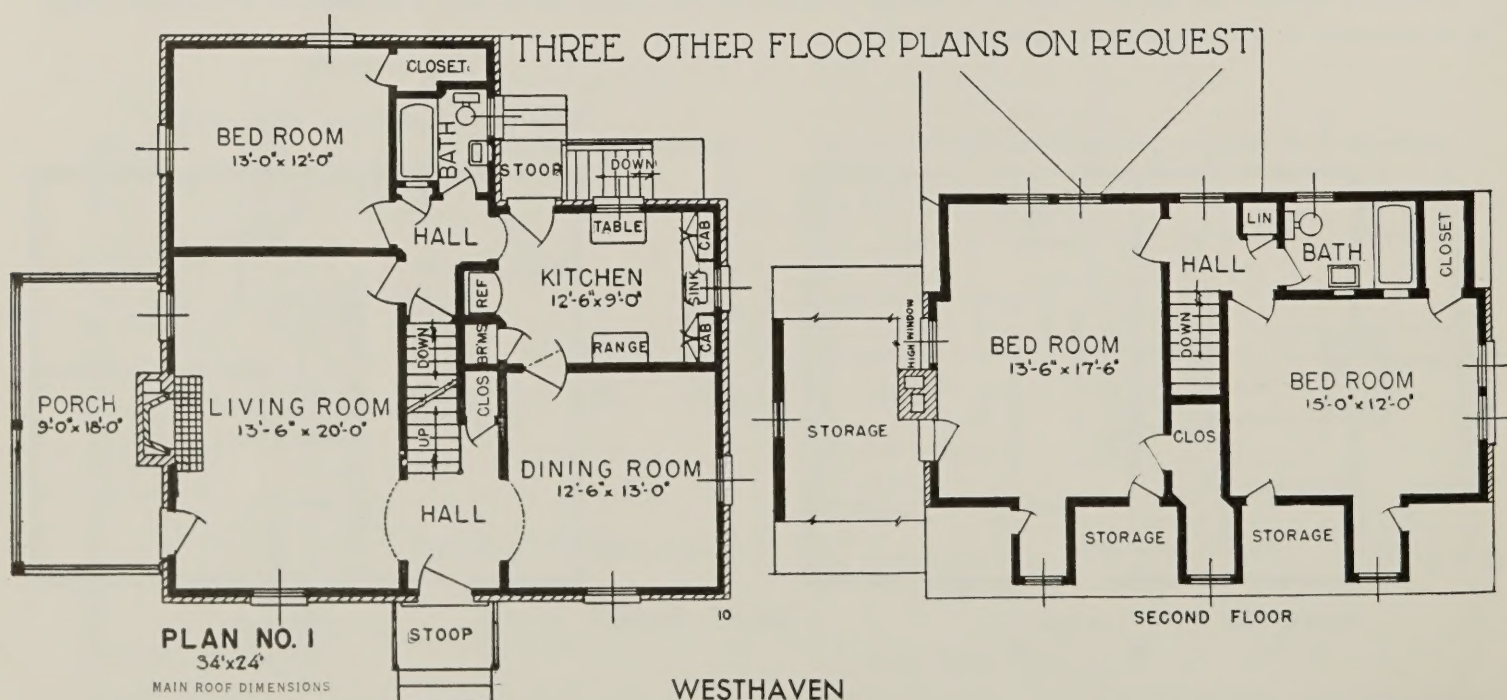 THREE OTHER FLOOR PLANS ON REQUEST
CLOSET
BED ROOM
13'-0" x 12'-0"
BATH
STOOP
DOWN
HALL
TABLE
CAB
KITCHEN
12'-6" x 9'-0"
REF
SINK
BR'MS
RANGE
CAB
DOWN
CLOS
PORCH
9'-0" x 18'-0"
LIVING ROOM
13'-6" x 20'-0"
UP
DINING ROOM
12'-6" x 13'-0"
HALL
STOOP
10
PLAN NO. 1
34'x24'
MAIN ROOF DIMENSIONS
LIN
HALL
BATH
CLOSET
HIGH WINDOW
DOWN
BED ROOM
13'-6" x 17'-6"
BED ROOM
15'-0" x 12'-0"
STORAGE
CLOS
STORAGE
STORAGE
SECOND FLOOR
WESTHAVEN